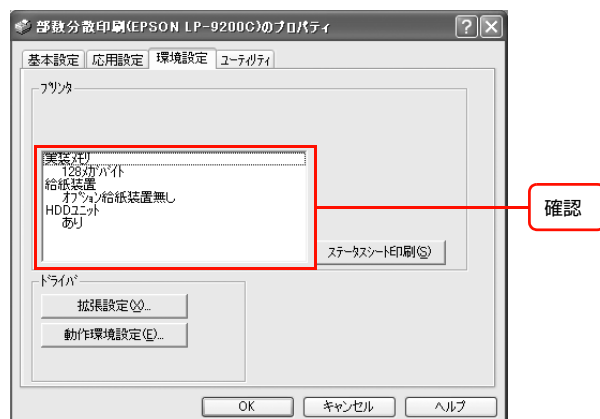 部数分散印刷(EPSON LP-9200C)のプロパティ
基本設定 応用設定 環境設定 ユーティリティ
プリンタ
実装メモリ
128メガバイト
給紙装置
オプション給紙装置無し
HDDユニット
あり
確認
ステータスシート印刷(S)
ドライバ
拡張設定(X)...
動作環境設定(E)...
OK キャンセル ヘルプ